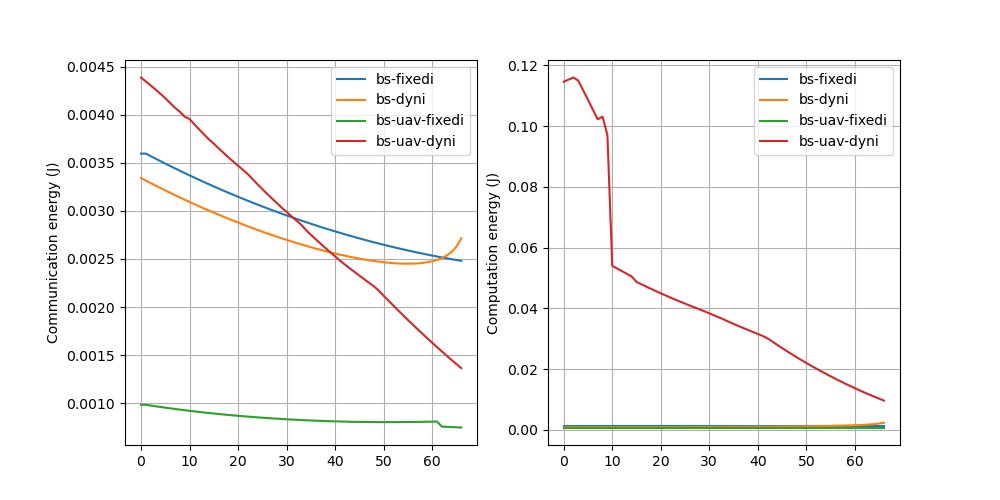 Communication energy (J)
0.0045
0.0040
0.0035
0.0030
0.0025
0.0020
0.0015
0.0010
0
10
20
30
40
50
60
bs-fixedi
bs-dyni
bs-uav-fixedi
bs-uav-dyni
Computation energy (J)
0.12
0.10
0.08
0.06
0.04
0.02
0.00
0
10
20
30
40
50
60
bs-fixedi
bs-dyni
bs-uav-fixedi
bs-uav-dyni